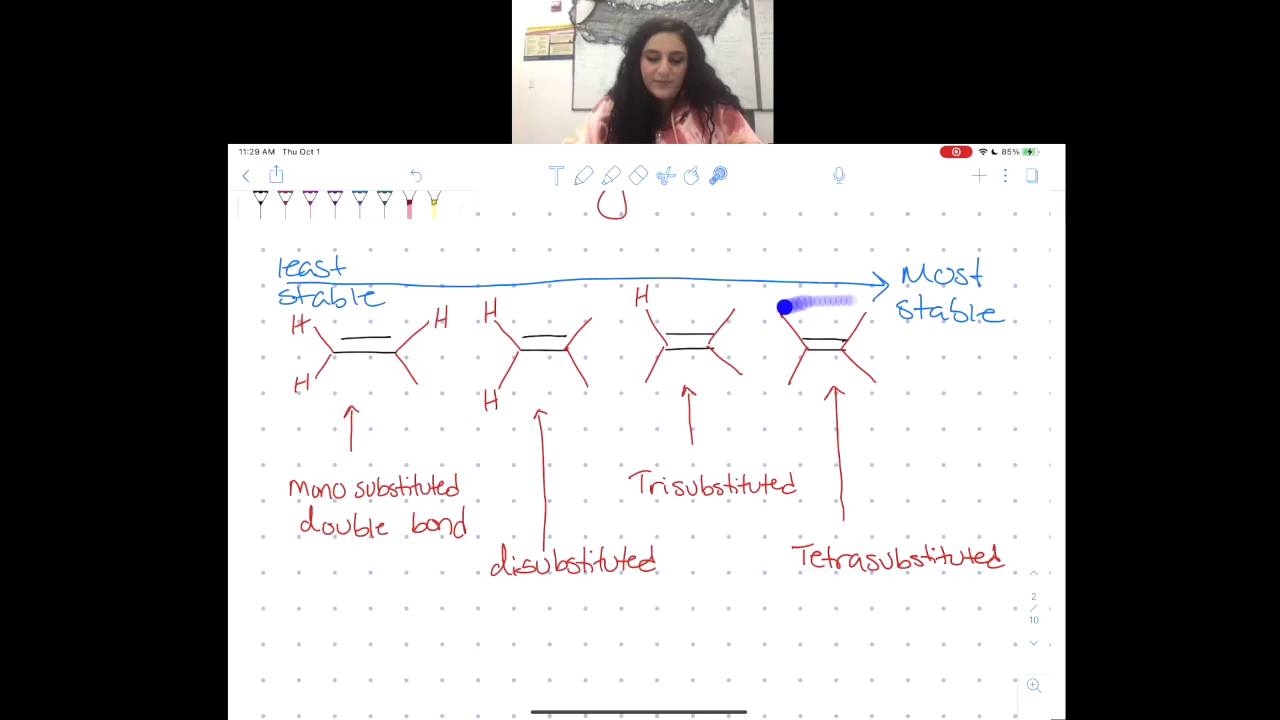 11:29 AM Thu Oct 1
85%
T
least
stable
Most
stable
H
H
H
H
H
H
Mono substituted
double bond
disubstituted
Trisubstituted
Tetrasubstituted
2
/
10